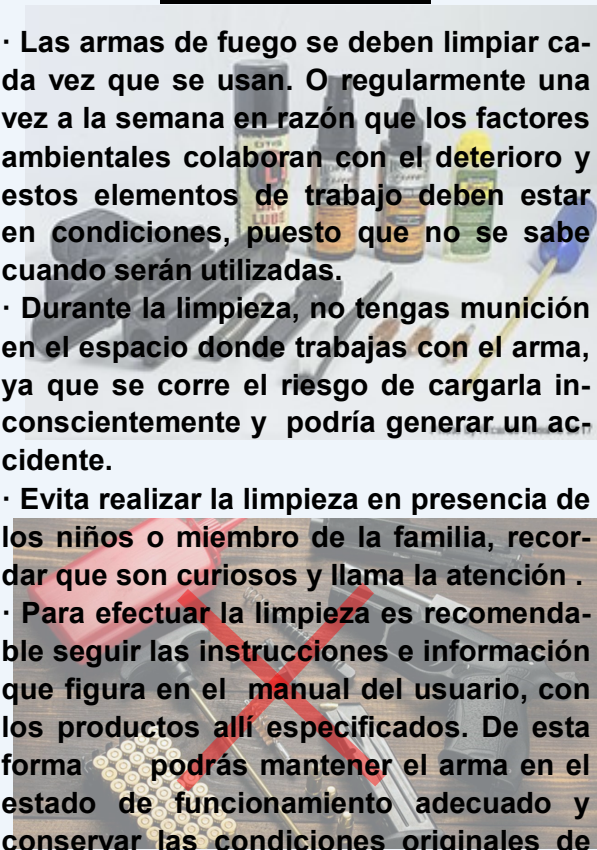 · Las armas de fuego se deben limpiar ca-
da vez que se usan. O regularmente una
vez a la semana en razón que los factores
ambientales colaboran con el deterioro y
estos elementos de trabajo deben estar
en condiciones, puesto que no se sabe
cuando serán utilizadas.
· Durante la limpieza, no tengas munición
en el espacio donde trabajas con el arma,
ya que se corre el riesgo de cargarla in-
conscientemente y podría generar un ac-
cidente.
· Evita realizar la limpieza en presencia de
los niños o miembro de la familia, recor-
dar que son curiosos y llama la atención .
· Para efectuar la limpieza es recomenda-
ble seguir las instrucciones e información
que figura en el manual del usuario, con
los productos allí especificados. De esta
forma podrás mantener el arma en el
estado de funcionamiento adecuado y
conservar las condiciones originales de